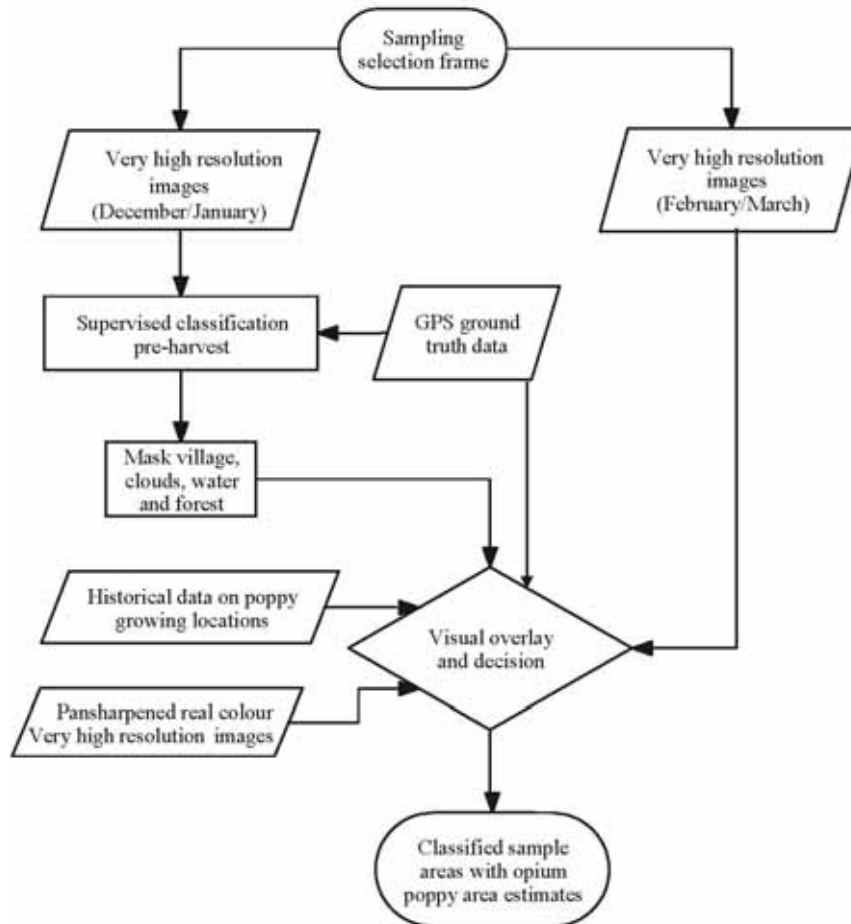 Sampling
selection frame
Very high resolution
images
(December/January)
Very high resolution
images
(February/March)
Supervised classification
pre-harvest
GPS ground
truth data
Mask village,
clouds, water
and forest
Historical data on poppy
growing locations
Visual overlay
and decision
Pansharpened real colour
Very high resolution images
Classified sample
areas with opium
poppy area estimates